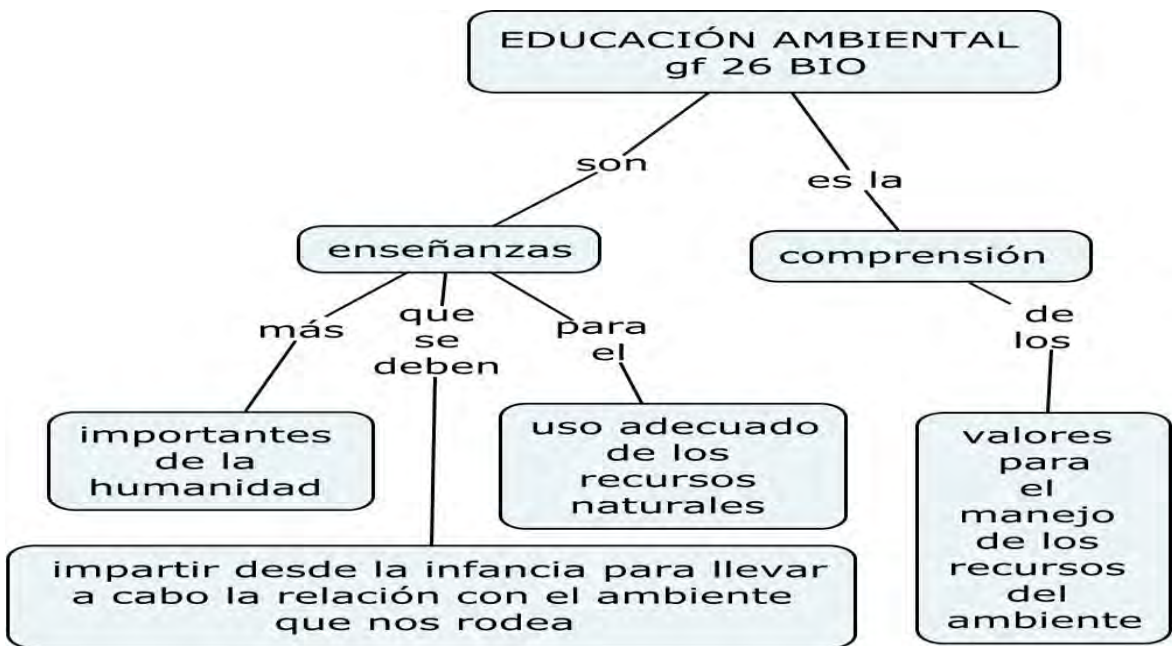 EDUCACIÓN AMBIENTAL
gf 26 BIO
son
es la
enseñanzas
comprensión
más
que
se
deben
para
el
de
los
importantes
de la
humanidad
uso adecuado
de los
recursos
naturales
valores
para
el
manejo
de los
recursos
del
ambiente
impartir desde la infancia para llevar
a cabo la relación con el ambiente
que nos rodea